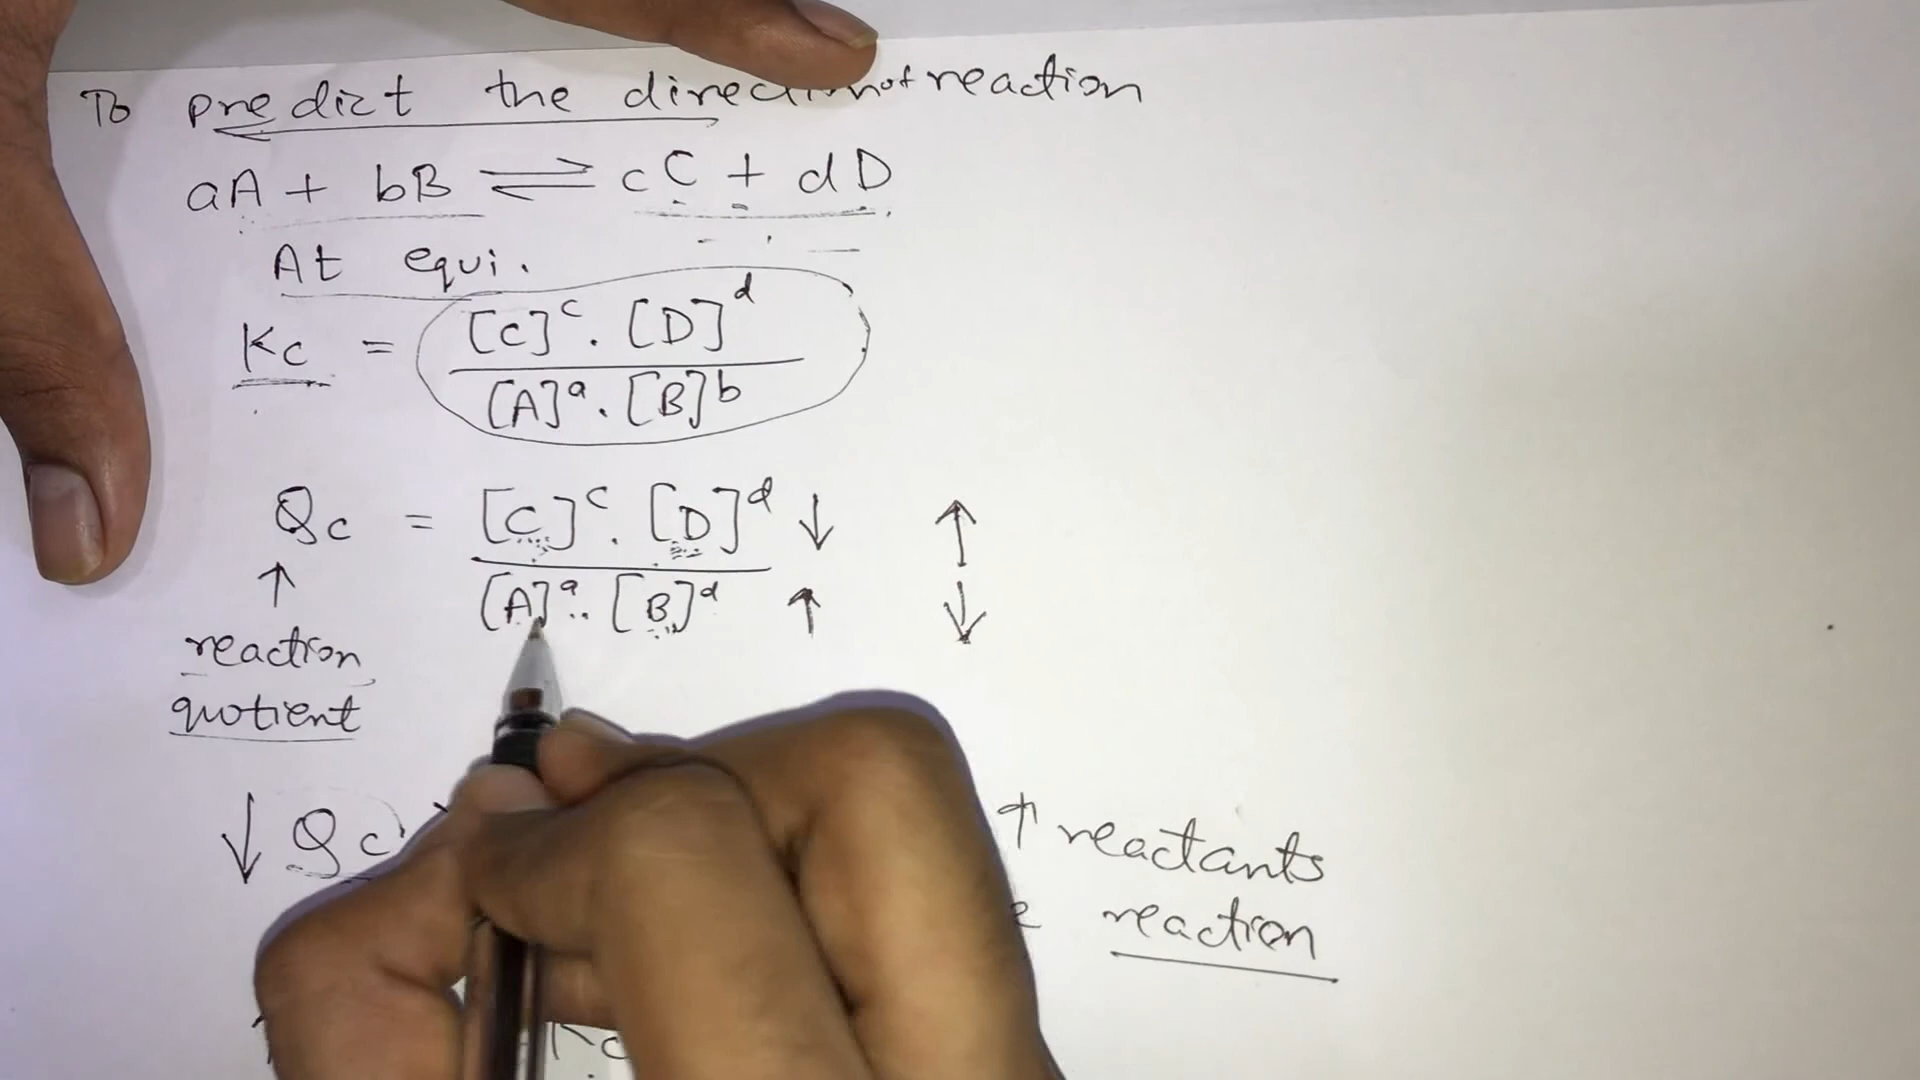 To predict the direction of reaction
aA + bB ⇌ cC + dD
At equi.
Kc = [C]^c . [D]^d / [A]^a . [B]^b
Qc = [C]^c . [D]^d ↓ ↑ / [A]^a . [B]^d ↑ ↓
↑
reaction
quotient
↓ Qc ↑ reactants
reaction
Kc